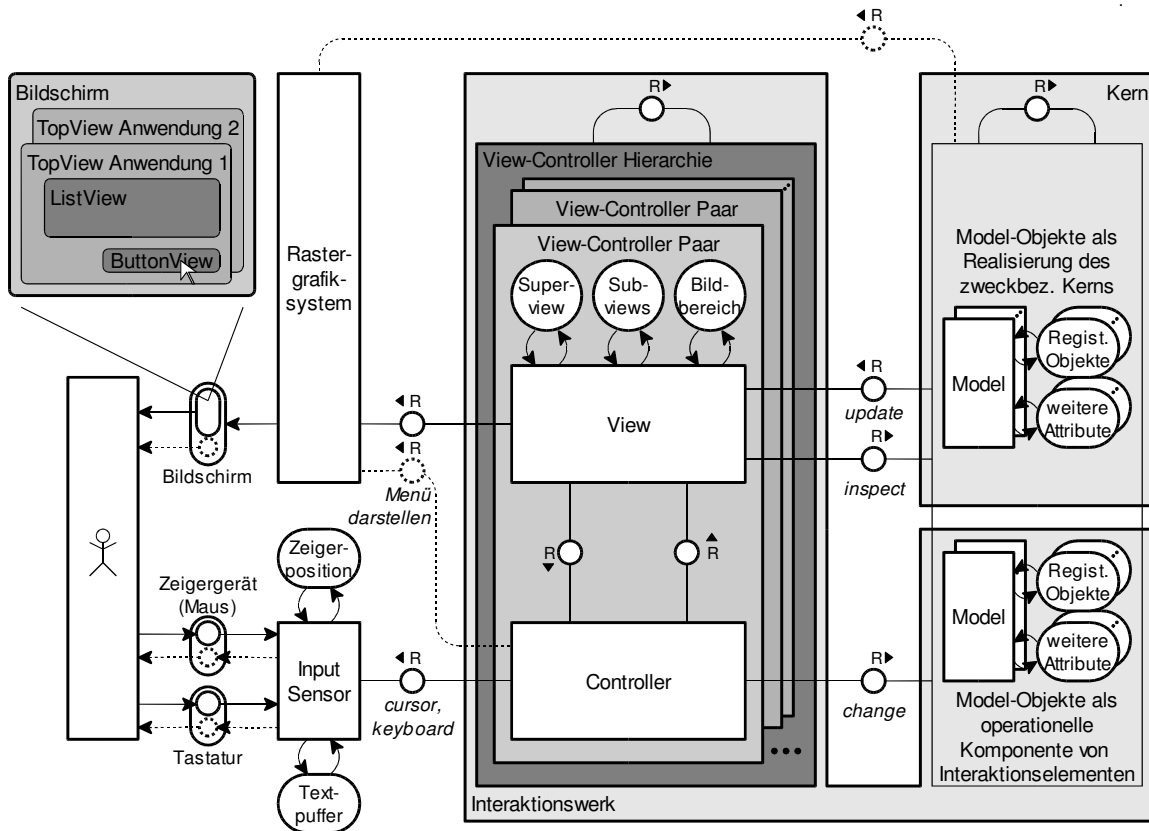 R
Bildschirm
TopView Anwendung 2
TopView Anwendung 1
ListView
ButtonView
Raster-
grafik-
system
R
View-Controller Hierarchie
View-Controller Paar
View-Controller Paar
Super-
view
Sub-
views
Bild-
bereich
View
R
R
Controller
Interaktionswerk
R
Kern
Model-Objekte als
Realisierung des
zweckbez. Kerns
Model
Regist.
Objekte
weitere
Attribute
R
update
R
inspect
R
R
Menü
darstellen
Bildschirm
Zeigergerät
(Maus)
Tastatur
Zeiger-
position
Input
Sensor
Text-
puffer
R
cursor,
keyboard
R
change
Model
Regist.
Objekte
weitere
Attribute
Model-Objekte als
operationelle
Komponente von
Interaktionselementen